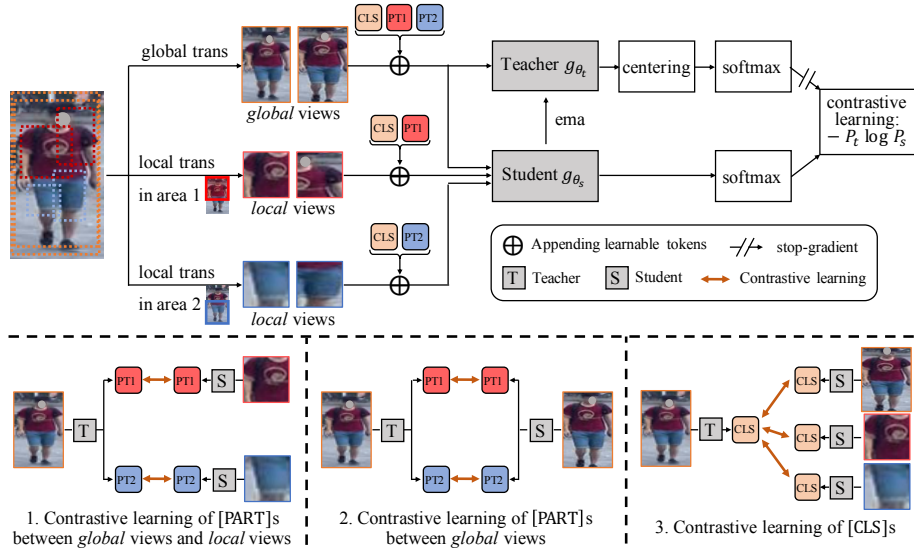 CLS PT1 PT2
global trans
global views
Teacher gθt
centering
softmax
contrastive
learning:
− Pt log Ps
ema
local trans
in area 1
CLS PT1
local views
Student gθs
softmax
local trans
in area 2
CLS PT2
local views
Appending learnable tokens
stop-gradient
T Teacher
S Student
Contrastive learning
T PT1 PT1 S
PT2 PT2 S
1. Contrastive learning of [PART]s
between global views and local views
T PT1 PT1 S
PT2 PT2
2. Contrastive learning of [PART]s
between global views
CLS S
T CLS CLS S
CLS S
3. Contrastive learning of [CLS]s